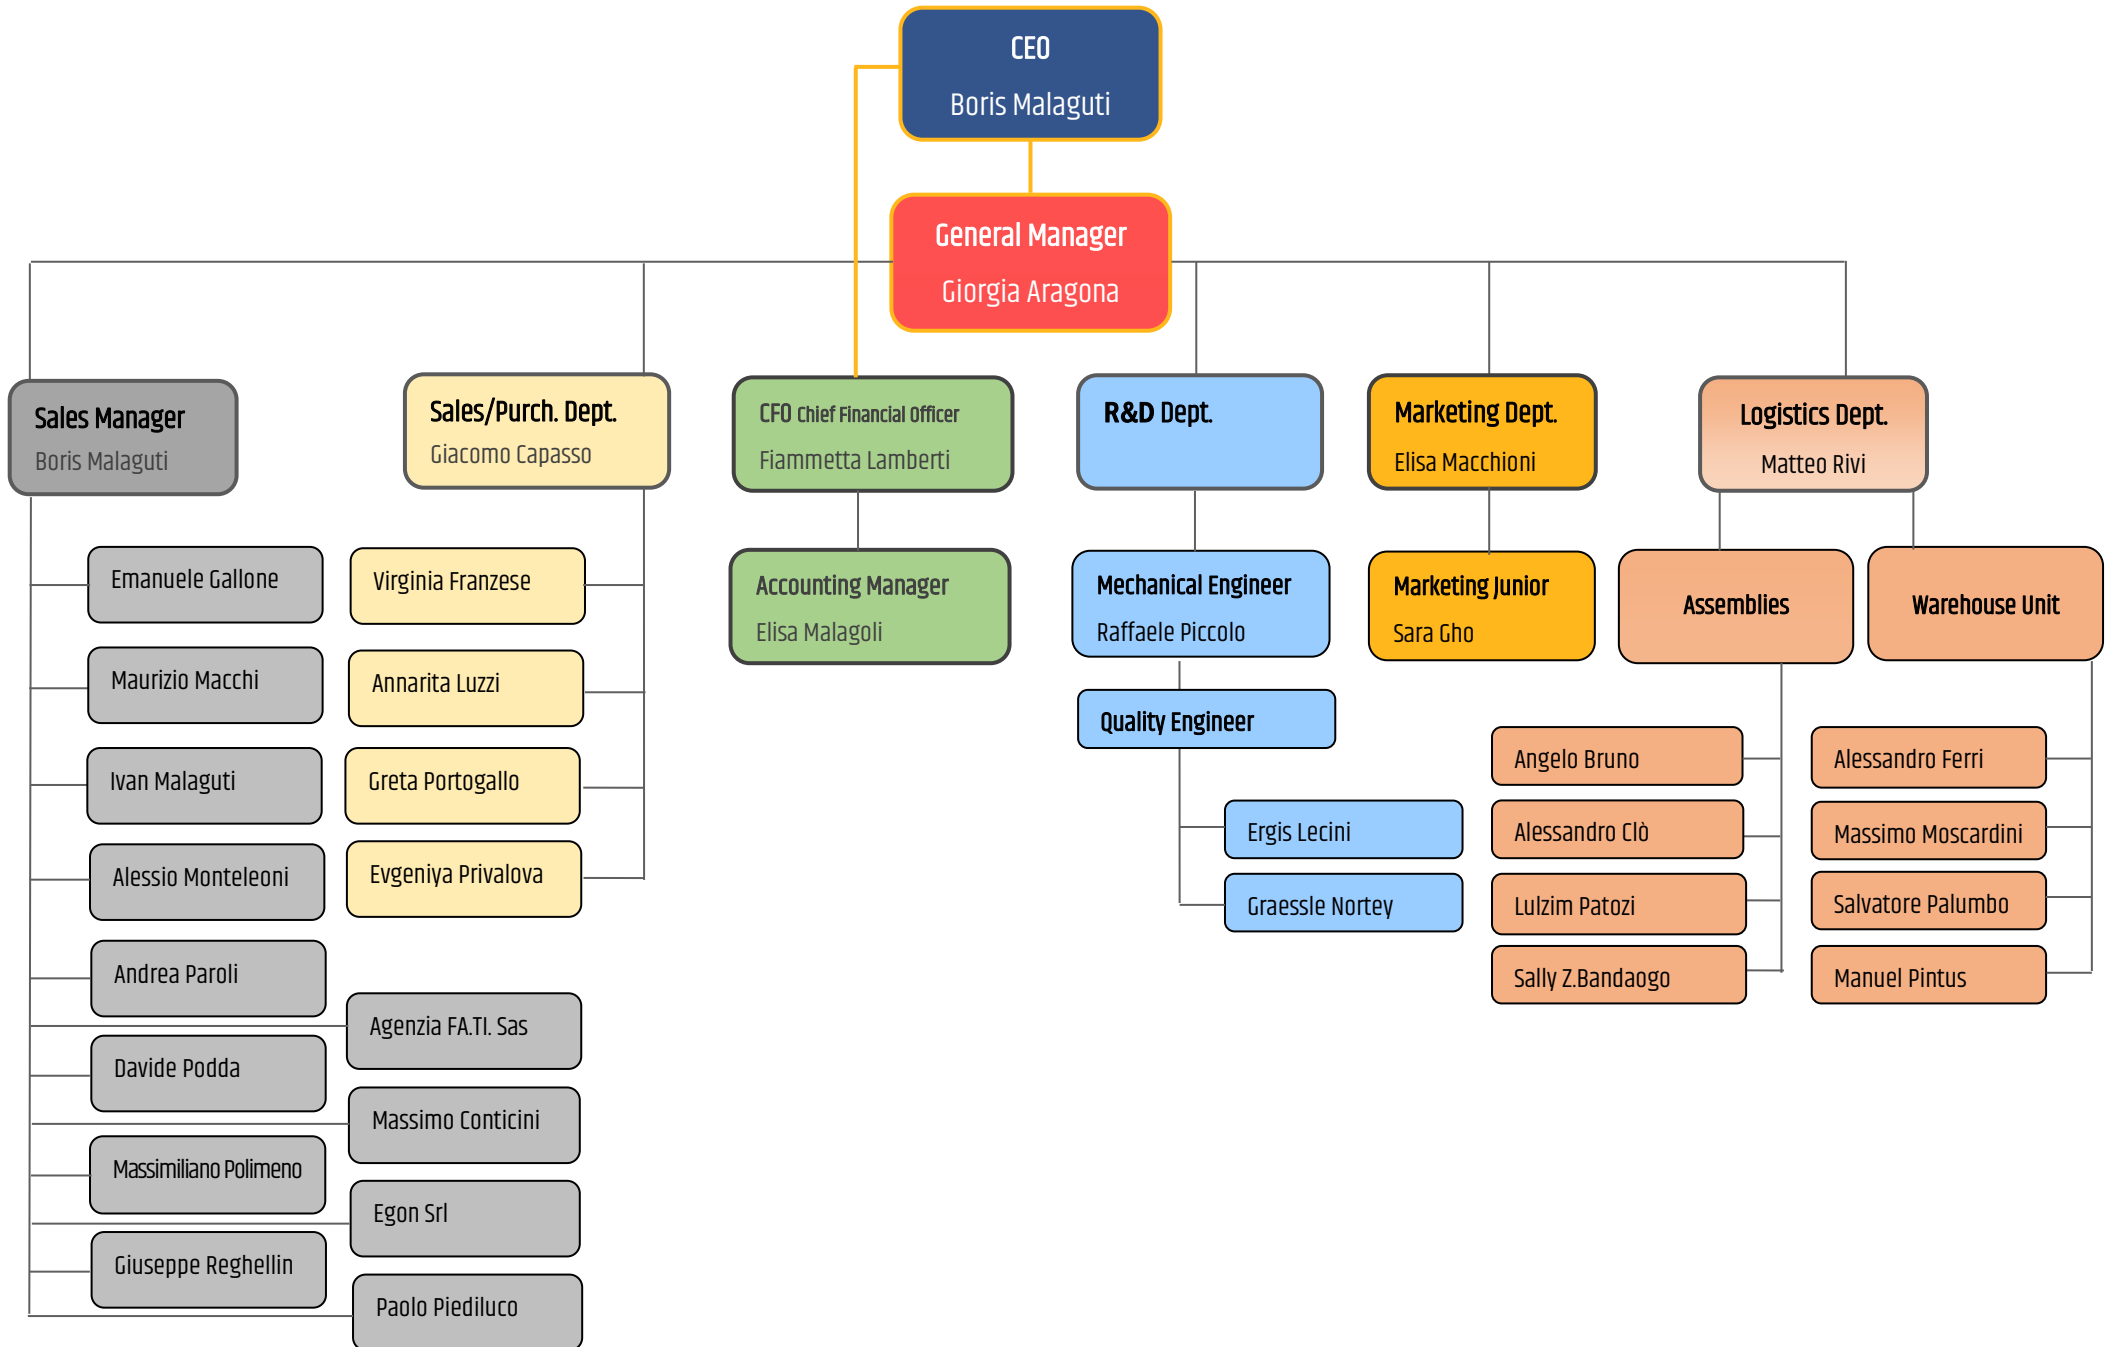 CEO
Boris Malaguti
General Manager
Giorgia Aragona
Sales Manager
Boris Malaguti
Sales/Purch. Dept.
Giacomo Capasso
CFO Chief Financial Officer
Fiammetta Lamberti
R&D Dept.
Marketing Dept.
Elisa Macchioni
Logistics Dept.
Matteo Rivi
Emanuele Gallone
Maurizio Macchi
Ivan Malaguti
Alessio Monteleoni
Andrea Paroli
Agenzia FA.TI. Sas
Davide Podda
Massimo Conticini
Massimiliano Polimeno
Egon Srl
Giuseppe Reghellin
Paolo Piediluco
Virginia Franzese
Annarita Luzzi
Greta Portogallo
Evgeniya Privalova
Accounting Manager
Elisa Malagoli
Mechanical Engineer
Raffaele Piccolo
Quality Engineer
Ergis Lecini
Graessle Nortey
Marketing Junior
Sara Gho
Assemblies
Angelo Bruno
Alessandro Clò
Lulzim Patozi
Sally Z.Bandaogo
Warehouse Unit
Alessandro Ferri
Massimo Moscardini
Salvatore Palumbo
Manuel Pintus